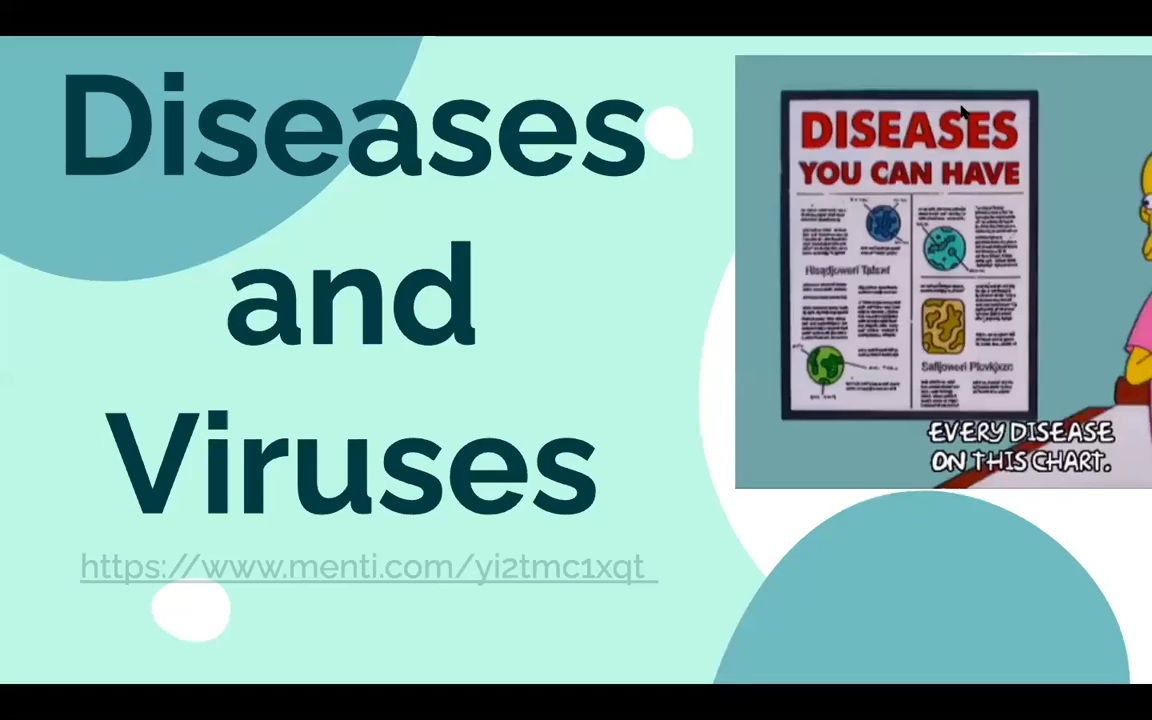 Diseases
and
Viruses
https://www.menti.com/yi2tmc1xqt
DISEASES
YOU CAN HAVE
EVERY DISEASE
ON THIS CHART.